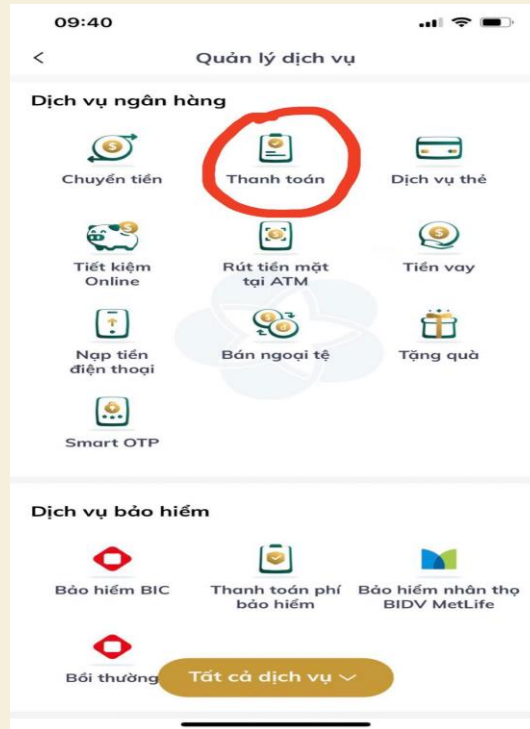 09:40
Quản lý dịch vụ
Dịch vụ ngân hàng
Chuyển tiền
Thanh toán
Dịch vụ thẻ
Tiết kiệm
Online
Rút tiền mặt
tại ATM
Tiền vay
Nạp tiền
điện thoại
Bán ngoại tệ
Tặng quà
Smart OTP
Dịch vụ bảo hiểm
Bảo hiểm BIC
Thanh toán phí
bảo hiểm
Bảo hiểm nhân thọ
BIDV MetLife
Bồi thường
Tất cả dịch vụ